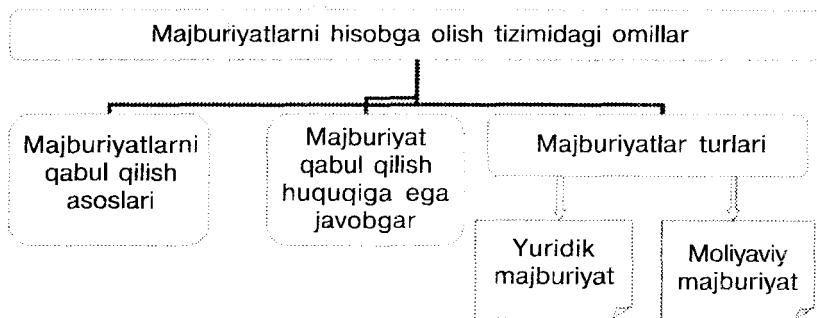 Majburiyatlarni hisobga olish tizimidagi omillar
Majburiyatlarni
qabul qilish
asoslari
Majburiyat
qabul qilish
huquqiga ega
javobgar
Majburiyatlar turlari
Yuridik
majburiyat
Moliyaviy
majburiyat